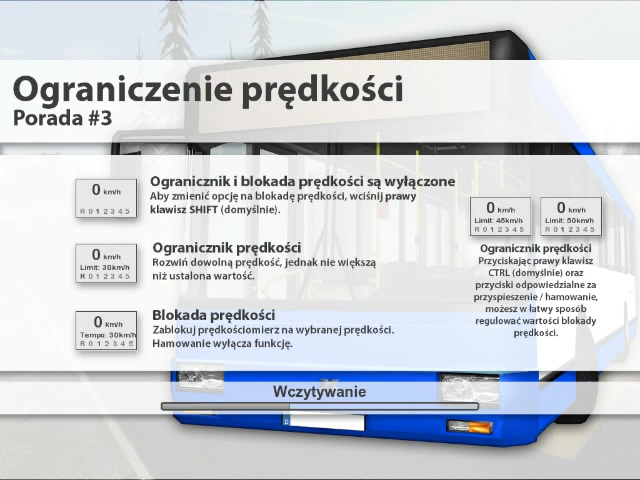 Ograniczenie prędkości
Porada #3
0 km/h
R 0 1 2 3 4 5
Ogranicznik i blokada prędkości są wyłączone
Aby zmienić opcję na blokadę prędkości, wciśnij prawy
klawisz SHIFT (domyślnie).
0 km/h
Limit: 30km/h
R 0 1 2 3 4 5
Ogranicznik prędkości
Rozwiń dowolną prędkość, jednak nie większą
niż ustalona wartość.
0 km/h
Tempo: 30km/h
R 0 1 2 3 4 5
Blokada prędkości
Zablokuj prędkościomierz na wybranej prędkości.
Hamowanie wyłącza funkcję.
0 km/h
Limit: 45km/h
R 0 1 2 3 4 5
0 km/h
Limit: 50km/h
R 0 1 2 3 4 5
Ogranicznik prędkości
Przyciskając prawy klawisz
CTRL (domyślnie) oraz
przyciski odpowiedzialne za
przyspieszenie / hamowanie,
możesz w łatwy sposób
regulować wartości blokady
prędkości.
Wczytywanie